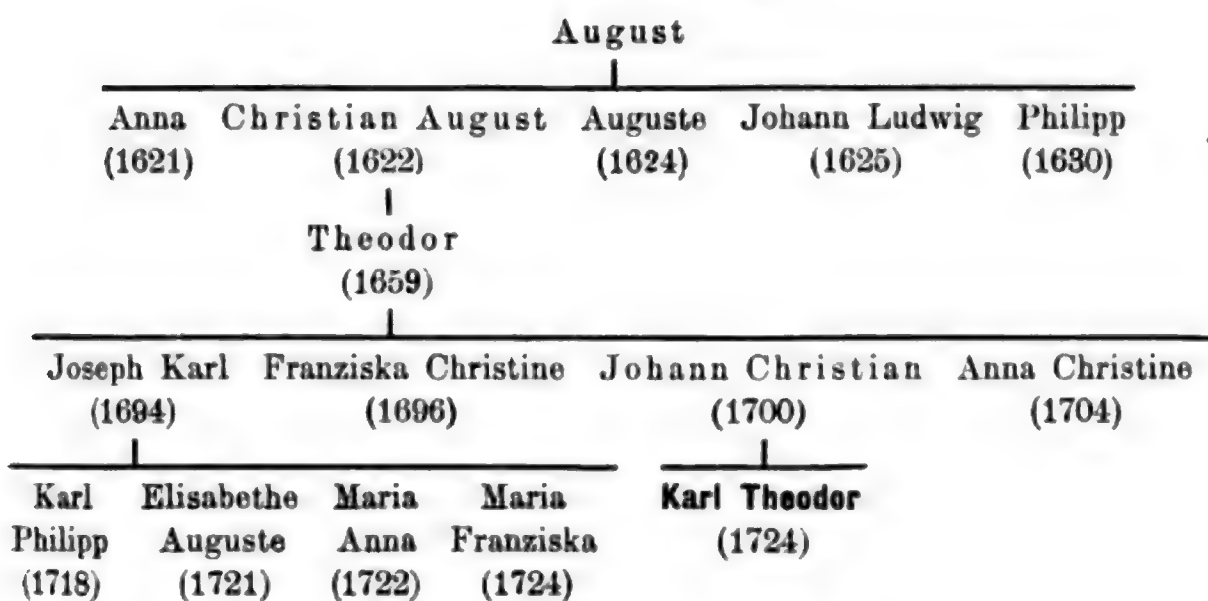 August
Anna Christian August Auguste Johann Ludwig Philipp
(1621) (1622) (1624) (1625) (1630)
Theodor
(1659)
Joseph Karl Franziska Christine Johann Christian Anna Christine
(1694) (1696) (1700) (1704)
Karl Elisabethe Maria Maria Karl Theodor
Philipp Auguste Anna Franziska (1724)
(1718) (1721) (1722) (1724)